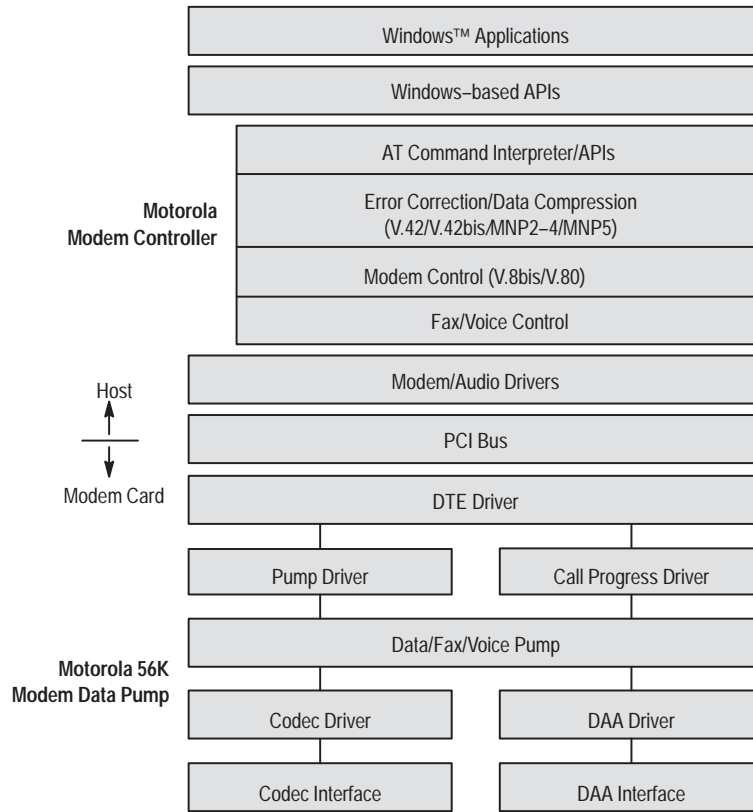 Windows™ Applications
Windows–based APIs
AT Command Interpreter/APIs
Error Correction/Data Compression
(V.42/V.42bis/MNP2–4/MNP5)
Motorola
Modem Controller
Modem Control (V.8bis/V.80)
Fax/Voice Control
Modem/Audio Drivers
Host
PCI Bus
Modem Card
DTE Driver
Pump Driver
Call Progress Driver
Data/Fax/Voice Pump
Motorola 56K
Modem Data Pump
Codec Driver
DAA Driver
Codec Interface
DAA Interface